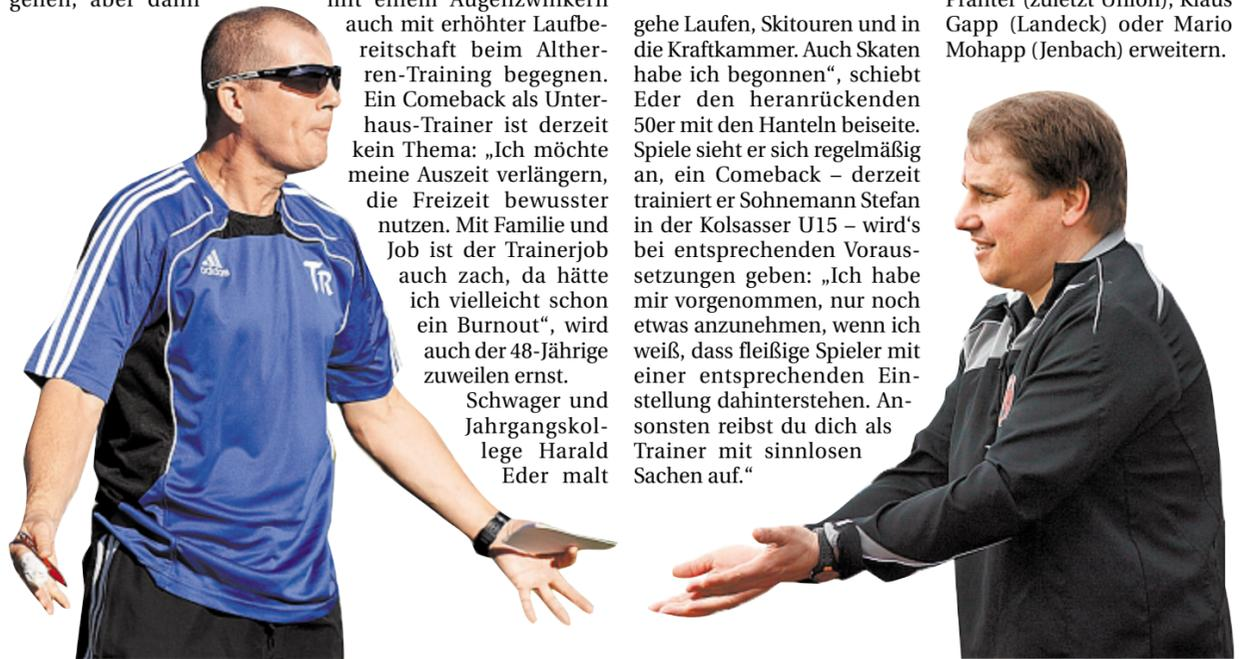 gehen, aber dann
mit einem Augenzwinkern
auch mit erhöhter Laufbe-
reitschaft beim Alther-
ren-Training begegnen.
Ein Comeback als Unter-
haus-Trainer ist derzeit
kein Thema: „Ich möchte
meine Auszeit verlängern,
die Freizeit bewusster
nutzen. Mit Familie und
Job ist der Trainerjob
auch zach, da hätte
ich vielleicht schon
ein Burnout“, wird
auch der 48-Jährige
zuweilen ernst.
Schwager und
Jahrgangskol-
lege Harald
Eder malt
gehe Laufen, Skitouren und in
die Kraftkammer. Auch Skaten
habe ich begonnen“, schiebt
Eder den heranrückenden
50er mit den Hanteln beiseite.
Spiele sieht er sich regelmäßig
an, ein Comeback – derzeit
trainiert er Sohnemann Stefan
in der Kolsasser U15 – wird‘s
bei entsprechenden Voraus-
setzungen geben: „Ich habe
mir vorgenommen, nur noch
etwas anzunehmen, wenn ich
weiß, dass fleißige Spieler mit
einer entsprechenden Ein-
stellung dahinterstehen. An-
sonsten reibst du dich als
Trainer mit sinnlosen
Sachen auf.“
(zuletzt Union), Klaus
Gapp (Landeck) oder Mario
Mohapp (Jenbach) erweitern.
adidas
TR